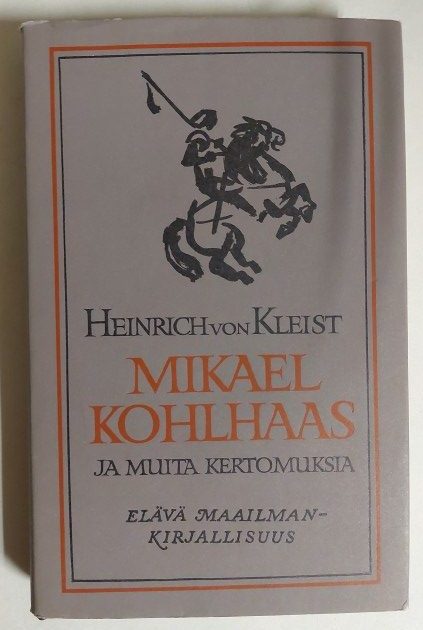 HEINRICH VON KLEIST
MIKAEL
KOHLHAAS
JA MUITA KERTOMUKSIA
ELÄVÄ MAAILMAN-
KIRJALLISUUS